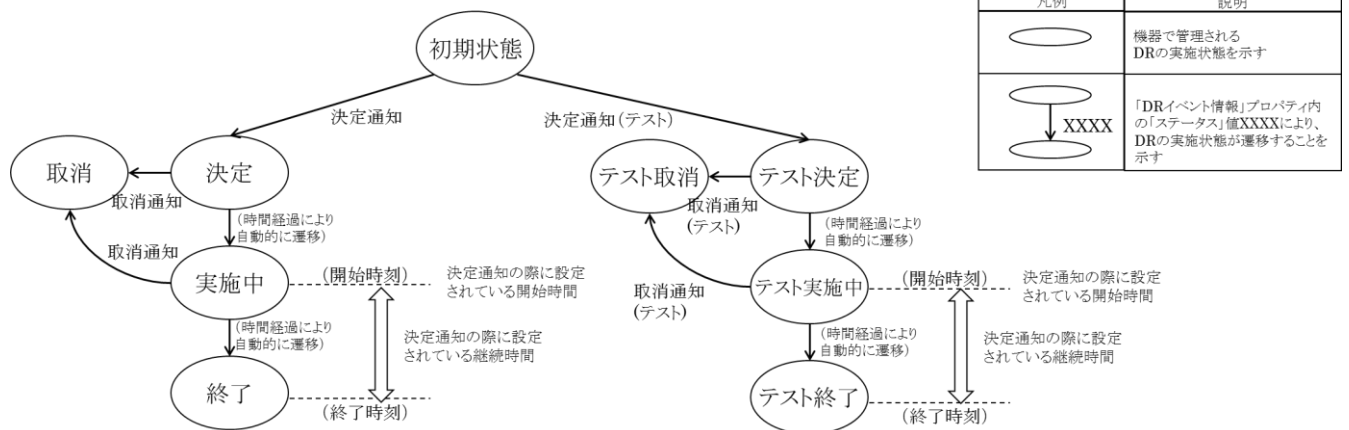 凡例
説明
機器で管理される
DRの実施状態を示す
XXXX
「DRイベント情報」プロパティ内
の「ステータス」値XXXXにより、
DRの実施状態が遷移することを
示す
初期状態
決定通知
決定通知(テスト)
取消
決定
取消通知
取消通知
(時間経過により
自動的に遷移)
実施中
(開始時刻)
決定通知の際に設定
されている開始時間
(時間経過により
自動的に遷移)
決定通知の際に設定
されている継続時間
終了
(終了時刻)
テスト取消
テスト決定
取消通知
(テスト)
(時間経過により
自動的に遷移)
取消通知
(テスト)
テスト実施中
(開始時刻)
決定通知の際に設定
されている開始時間
(時間経過により
自動的に遷移)
決定通知の際に設定
されている継続時間
テスト終了
(終了時刻)